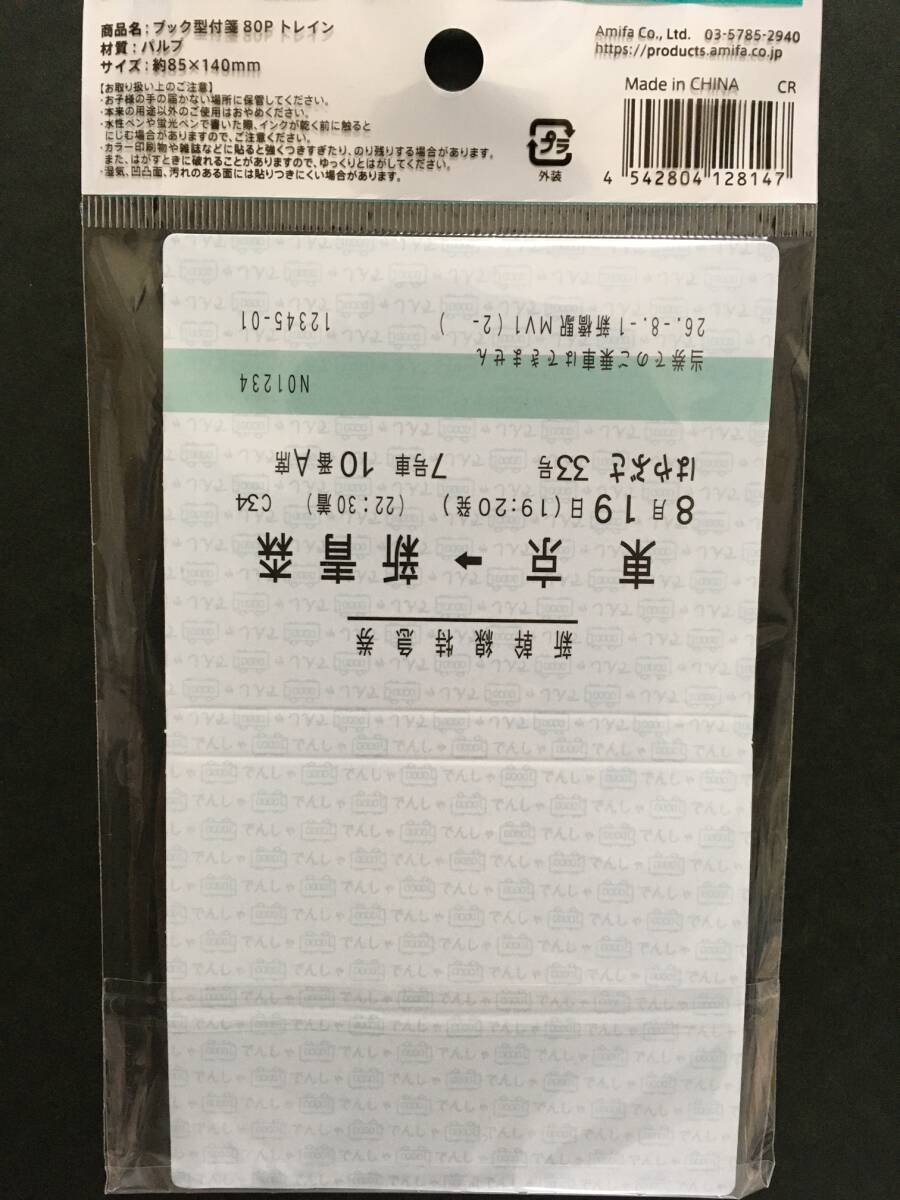 商品名：ブック型付箋 80P トレイン
材質：パルプ
サイズ：約85×140mm
【お取り扱い上のご注意】
・お子様の手の届かない場所に保管してください。
・本来の用途以外のご使用はおやめください。
・水性ペンや蛍光ペンで書いた際、インクが乾く前に触ると
にじむ場合がありますので、ご注意ください。
・カラー印刷物や雑誌などに貼ると強くつきすぎたり、のり残りする場合があります。
また、はがすときに破れることがありますので、ゆっくりとはがしてください。
・湿気、凹凸面、汚れのある面には貼りつきにくい場合があります。
Amifa Co., Ltd. 03-5785-2940
https://products.amifa.co.jp
Made in CHINA CR
プラ
外装
4 542804 128147
新幹線特急券
東京 → 新青森
8月19日 (19:20発) (22:30着) C34
はやぶさ 33号 7号車 10番A席
N01234
当券でのご乗車はできません
26.-8.-1 新橋駅MV1 (2- ) 12345-01
でんしゃ